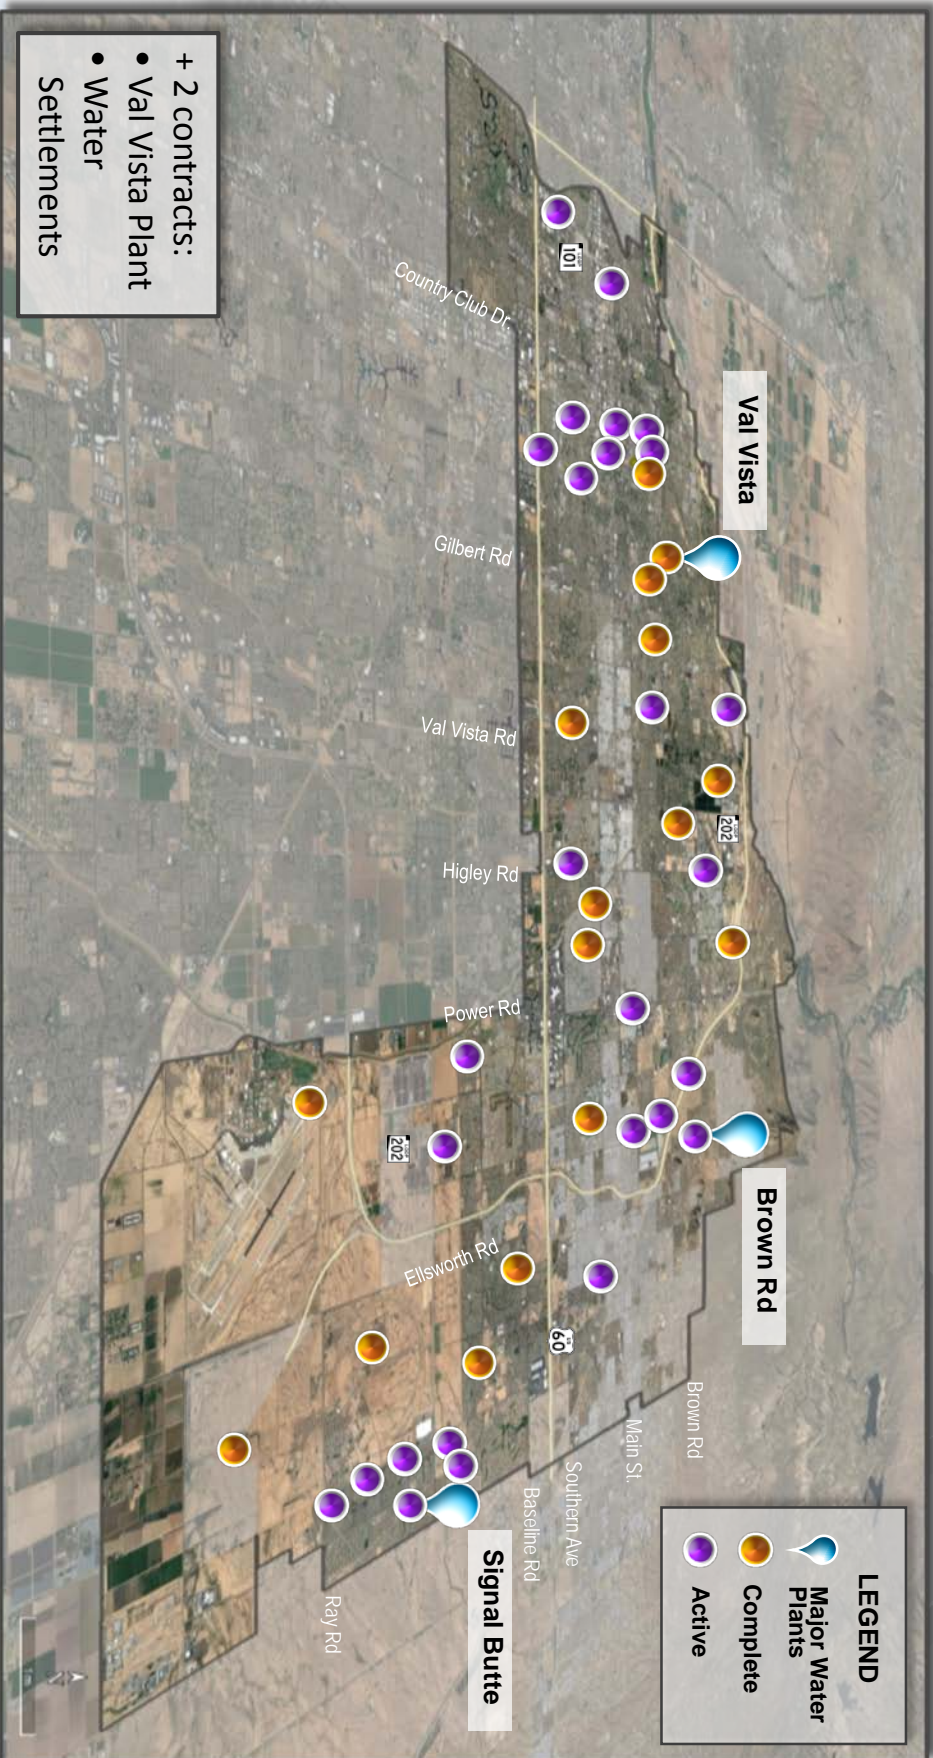 Val Vista
Brown Rd
Signal Butte
LEGEND
Major Water
Plants
Complete
Active
101
202
202
60
Country Club Dr.
Gilbert Rd
Val Vista Rd
Higley Rd
Power Rd
Ellsworth Rd
Brown Rd
Main St.
Southern Ave
Baseline Rd
Ray Rd
+ 2 contracts:
• Val Vista Plant
• Water
Settlements